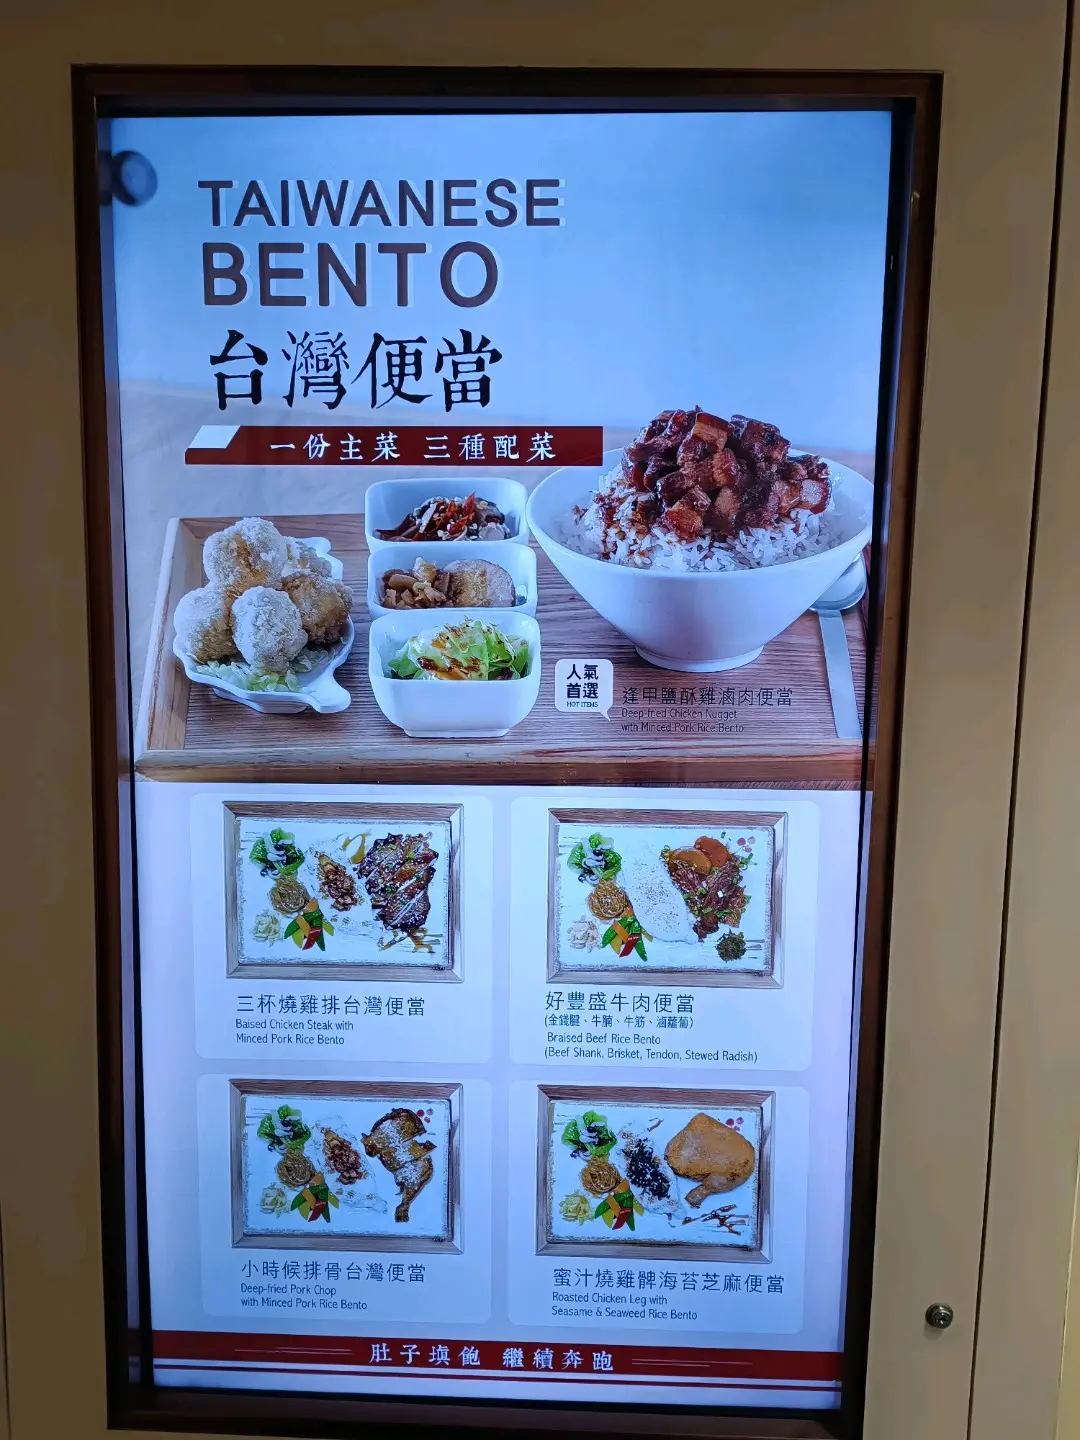 TAIWANESE
BENTO
台灣便當
一份主菜 三種配菜
人氣
首選
HOT ITEMS
逢甲鹽酥雞滷肉便當
Deep-fried Chicken Nugget
with Minced Pork Rice Bento
三杯燒雞排台灣便當
Baised Chicken Steak with
Minced Pork Rice Bento
好豐盛牛肉便當
(金錢腱、牛腩、牛筋、滷蘿蔔)
Braised Beef Rice Bento
(Beef Shank, Brisket, Tendon, Stewed Radish)
小時候排骨台灣便當
Deep-fried Pork Chop
with Minced Pork Rice Bento
蜜汁燒雞髀海苔芝麻便當
Roasted Chicken Leg with
Seasame & Seaweed Rice Bento
肚子填飽 繼續奔跑